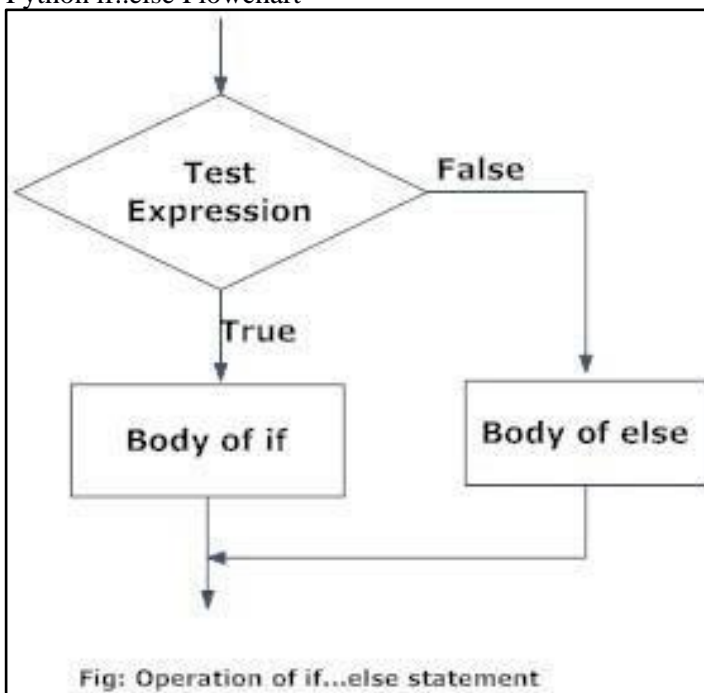 Python if..else Flowchart
Test
Expression
False
True
Body of if
Body of else
Fig: Operation of if...else statement